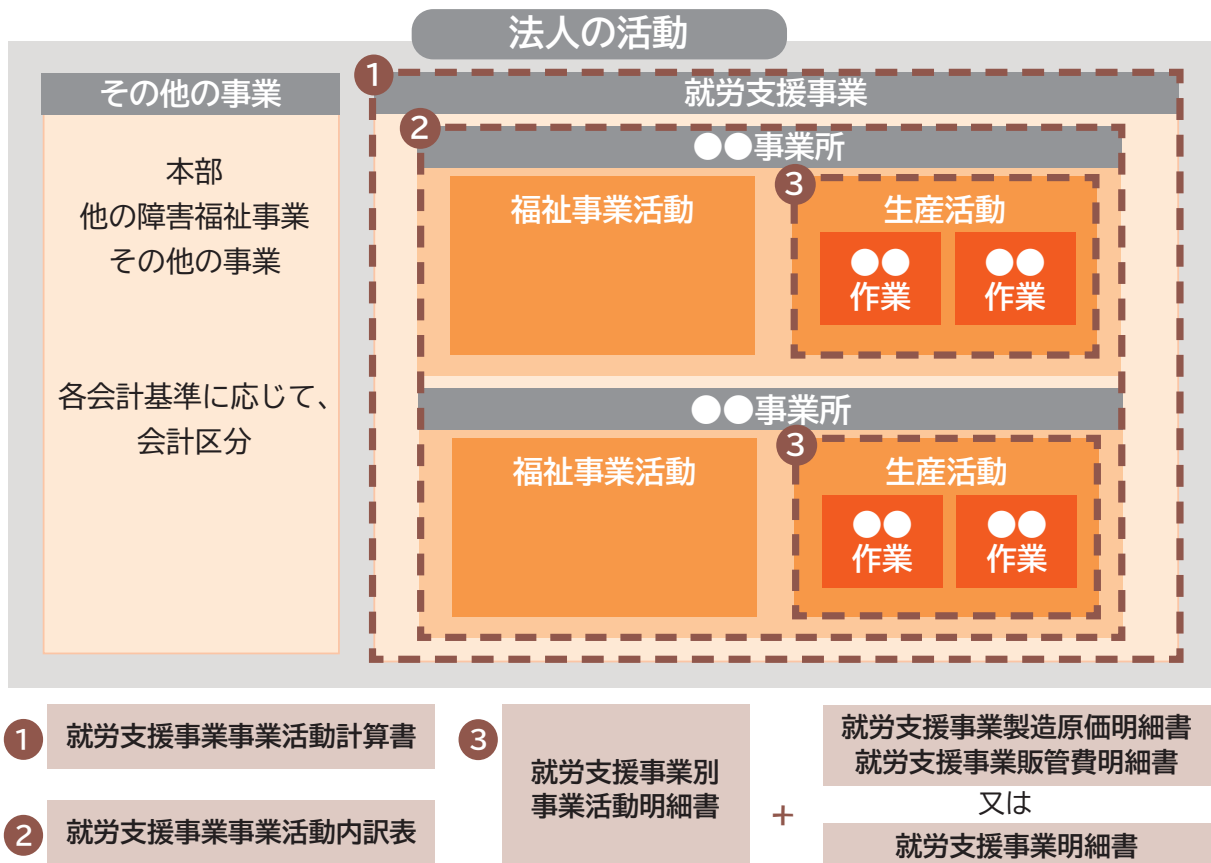 法人の活動
その他の事業
本部
他の障害福祉事業
その他の事業
各会計基準に応じて、
会計区分
1
就労支援事業
2
●●事業所
福祉事業活動
3
生産活動
●●
作業
●●
作業
●●事業所
福祉事業活動
3
生産活動
●●
作業
●●
作業
1
就労支援事業事業活動計算書
2
就労支援事業事業活動内訳表
3
就労支援事業別
事業活動明細書
+
就労支援事業製造原価明細書
就労支援事業販管費明細書
又は
就労支援事業明細書